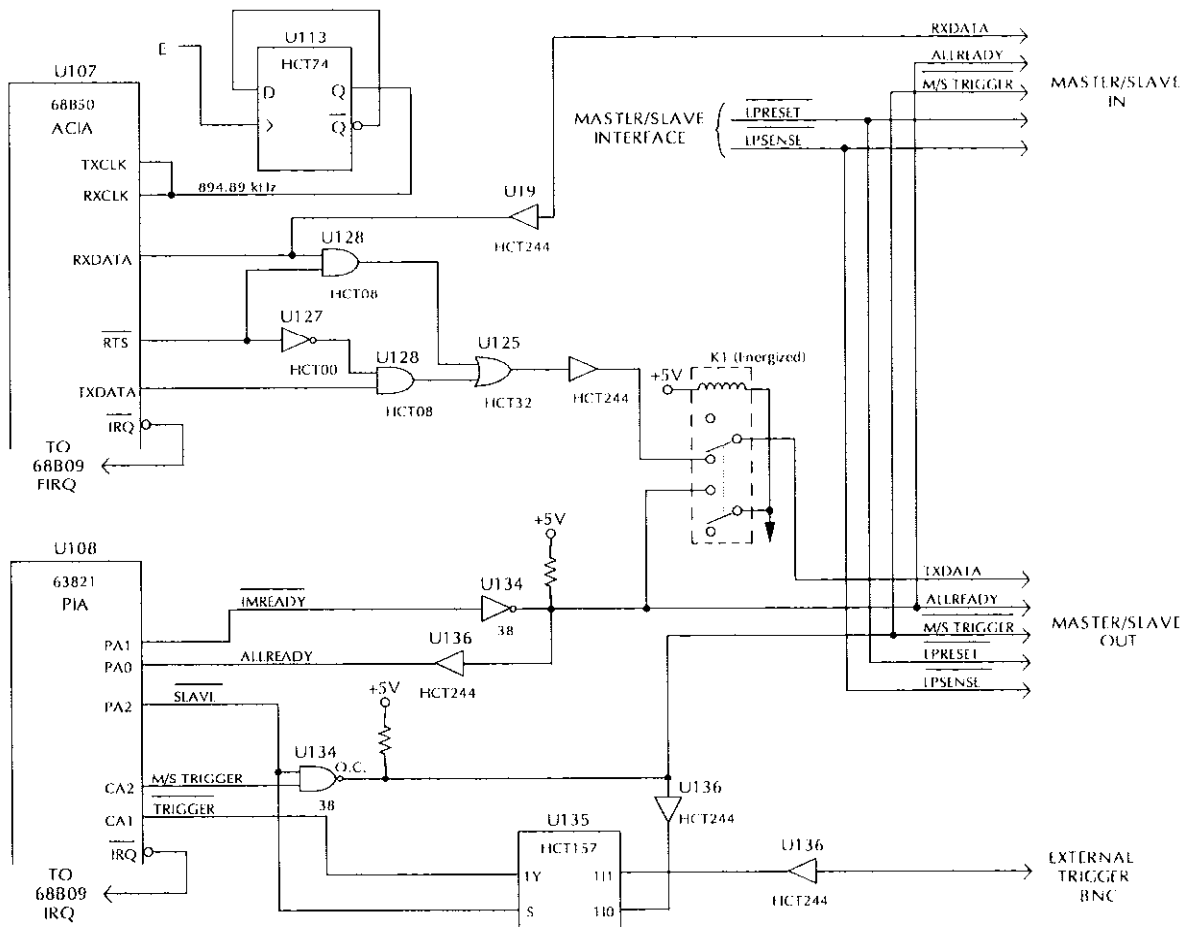 U113
HCT74
E
D
Q
Q
U107
68B50
ACIA
TXCLK
RXCLK
894.89 kHz
RXDATA
RTS
TXDATA
IRQ
TO
68B09
FIRQ
U128
HCT08
U127
HCT00
U128
HCT08
U125
HCT32
HCT244
U19
HCT244
K1 (Energized)
+5V
MASTER/SLAVE
INTERFACE
LPRESET
LPSENSE
RXDATA
ALLREADY
M/S TRIGGER
MASTER/SLAVE
IN
U108
63821
PIA
PA1
PA0
PA2
CA2
CA1
IRQ
TO
68B09
IRQ
IMREADY
ALLREADY
SLAVE
M/S TRIGGER
TRIGGER
U134
38
+5V
U136
HCT244
+5V
U134
O.C.
38
U136
HCT244
U135
HCT157
1Y
S
1I1
1I0
U136
HCT244
TXDATA
ALLREADY
M/S TRIGGER
LPRESET
LPSENSE
MASTER/SLAVE
OUT
EXTERNAL
TRIGGER
BNC